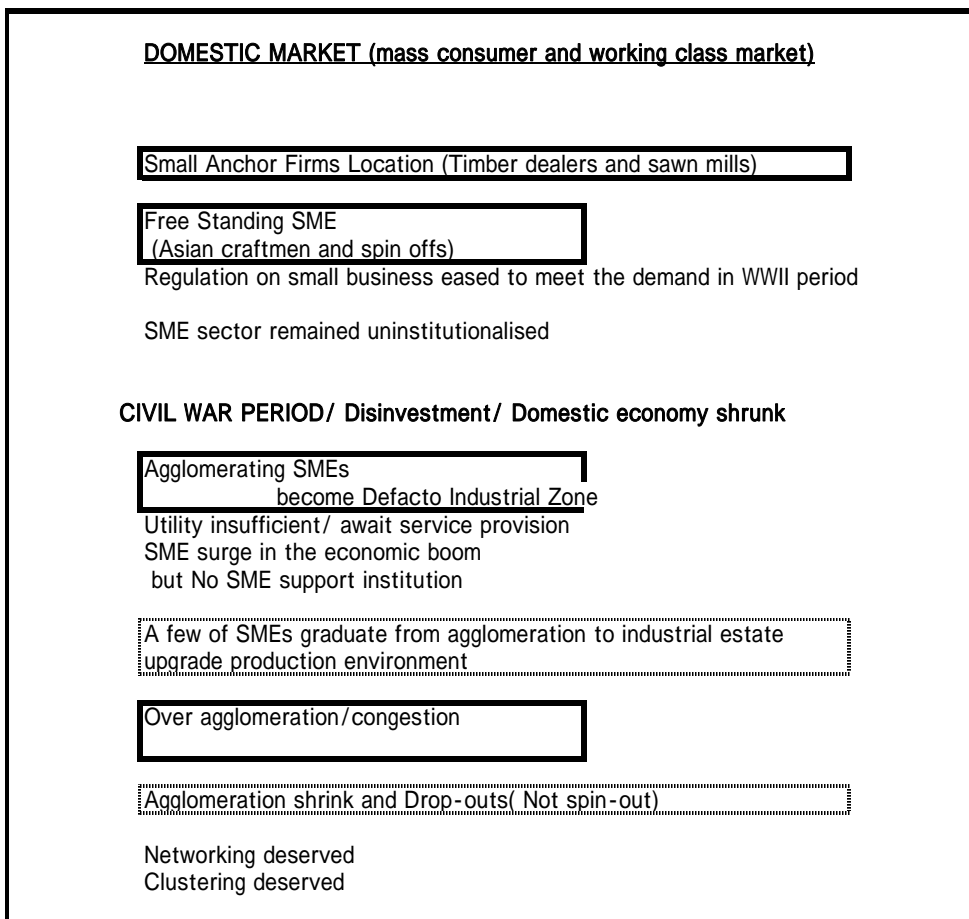 DOMESTIC MARKET (mass consumer and working class market)
Small Anchor Firms Location (Timber dealers and sawn mills)
Free Standing SME
(Asian craftmen and spin offs)
Regulation on small business eased to meet the demand in WWII period
SME sector remained uninstitutionalised
CIVIL WAR PERIOD/ Disinvestment/ Domestic economy shrunk
Agglomerating SMEs
become Defacto Industrial Zone
Utility insufficient/ await service provision
SME surge in the economic boom
but No SME support institution
A few of SMEs graduate from agglomeration to industrial estate
upgrade production environment
Over agglomeration/congestion
Agglomeration shrink and Drop-outs( Not spin-out)
Networking deserved
Clustering deserved